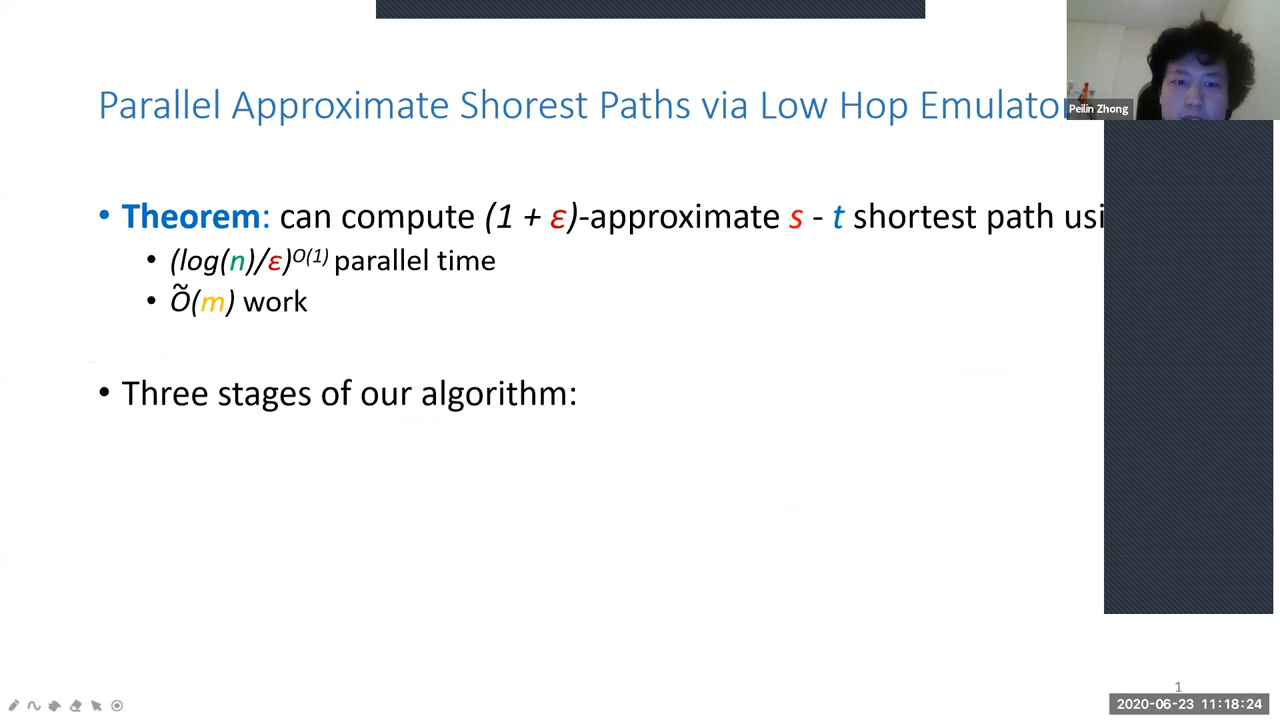 Parallel Approximate Shorest Paths via Low Hop Emulator
Peilin Zhong
• Theorem: can compute (1 + ε)-approximate s - t shortest path usi
• (log(n)/ε)^O(1) parallel time
• Õ(m) work
• Three stages of our algorithm:
1
2020-06-23 11:18:24